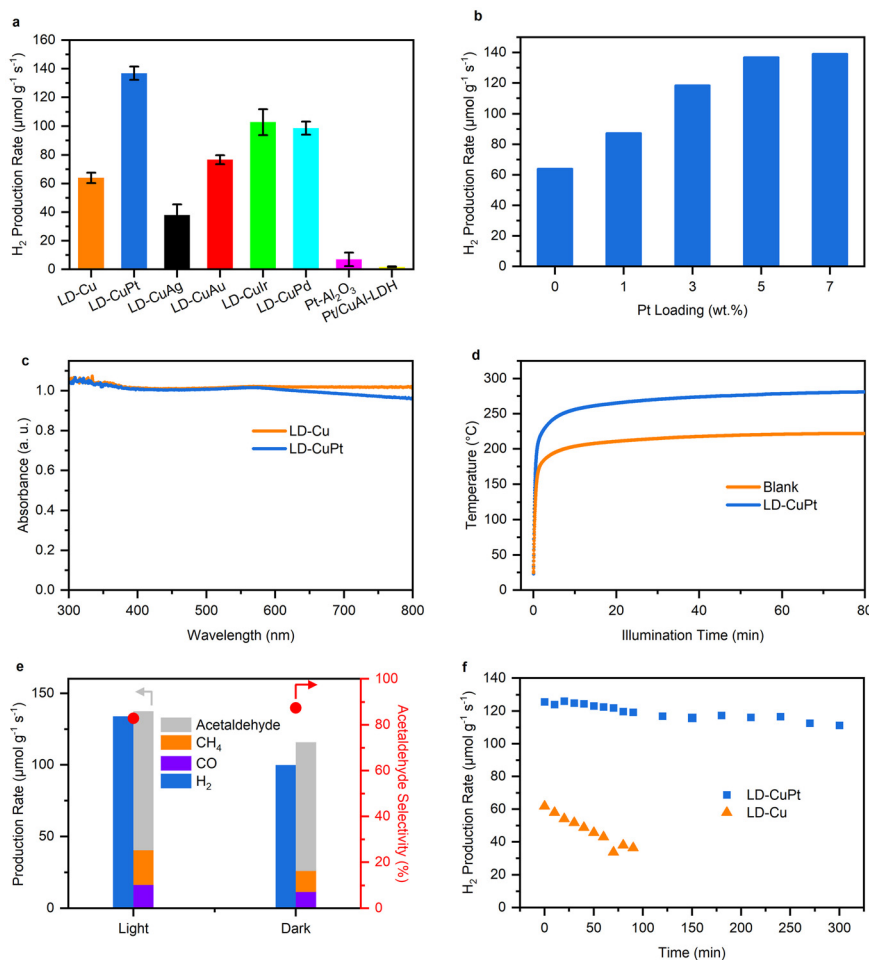 a
H₂ Production Rate (µmol g⁻¹ s⁻¹)
160
140
120
100
80
60
40
20
0
LD-Cu
LD-CuPt
LD-CuAg
LD-CuAu
LD-CuIr
LD-CuPd
Pt-Al₂O₃
Pt/CuAl-LDH
b
H₂ Production Rate (µmol g⁻¹ s⁻¹)
140
120
100
80
60
40
20
0
0 1 3 5 7
Pt Loading (wt.%)
c
Absorbance (a. u.)
1.0
0.8
0.6
0.4
0.2
0.0
LD-Cu
LD-CuPt
300 400 500 600 700 800
Wavelength (nm)
d
Temperature (°C)
300
250
200
150
100
50
0
Blank
LD-CuPt
0 20 40 60 80
Illumination Time (min)
e
Production Rate (µmol g⁻¹ s⁻¹)
150
100
50
0
Acetaldehyde
CH₄
CO
H₂
Light Dark
100
80
60
40
20
0
Acetaldehyde Selectivity (%)
f
H₂ Production Rate (µmol g⁻¹ s⁻¹)
140
120
100
80
60
40
20
0
LD-CuPt
LD-Cu
0 50 100 150 200 250 300
Time (min)